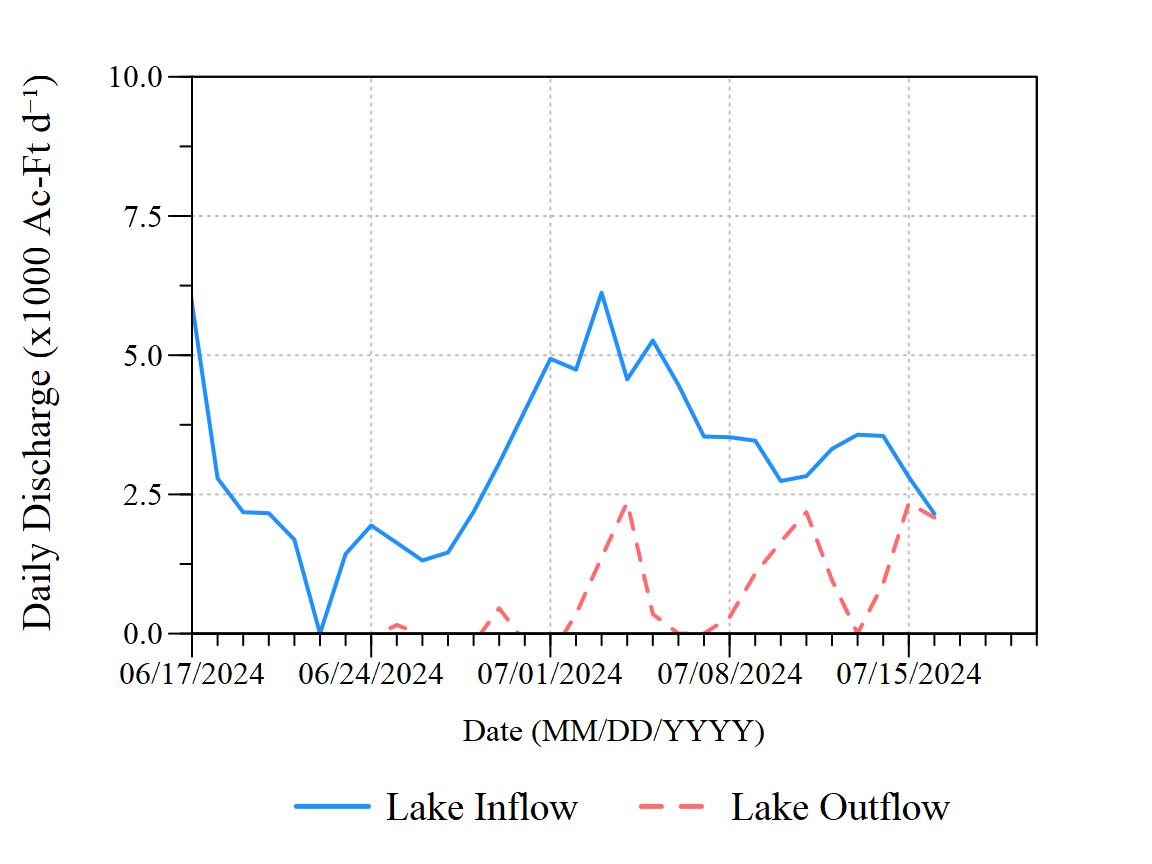 Daily Discharge (x1000 Ac-Ft d⁻¹)
10.0
7.5
5.0
2.5
0.0
06/17/2024 06/24/2024 07/01/2024 07/08/2024 07/15/2024
Date (MM/DD/YYYY)
Lake Inflow Lake Outflow